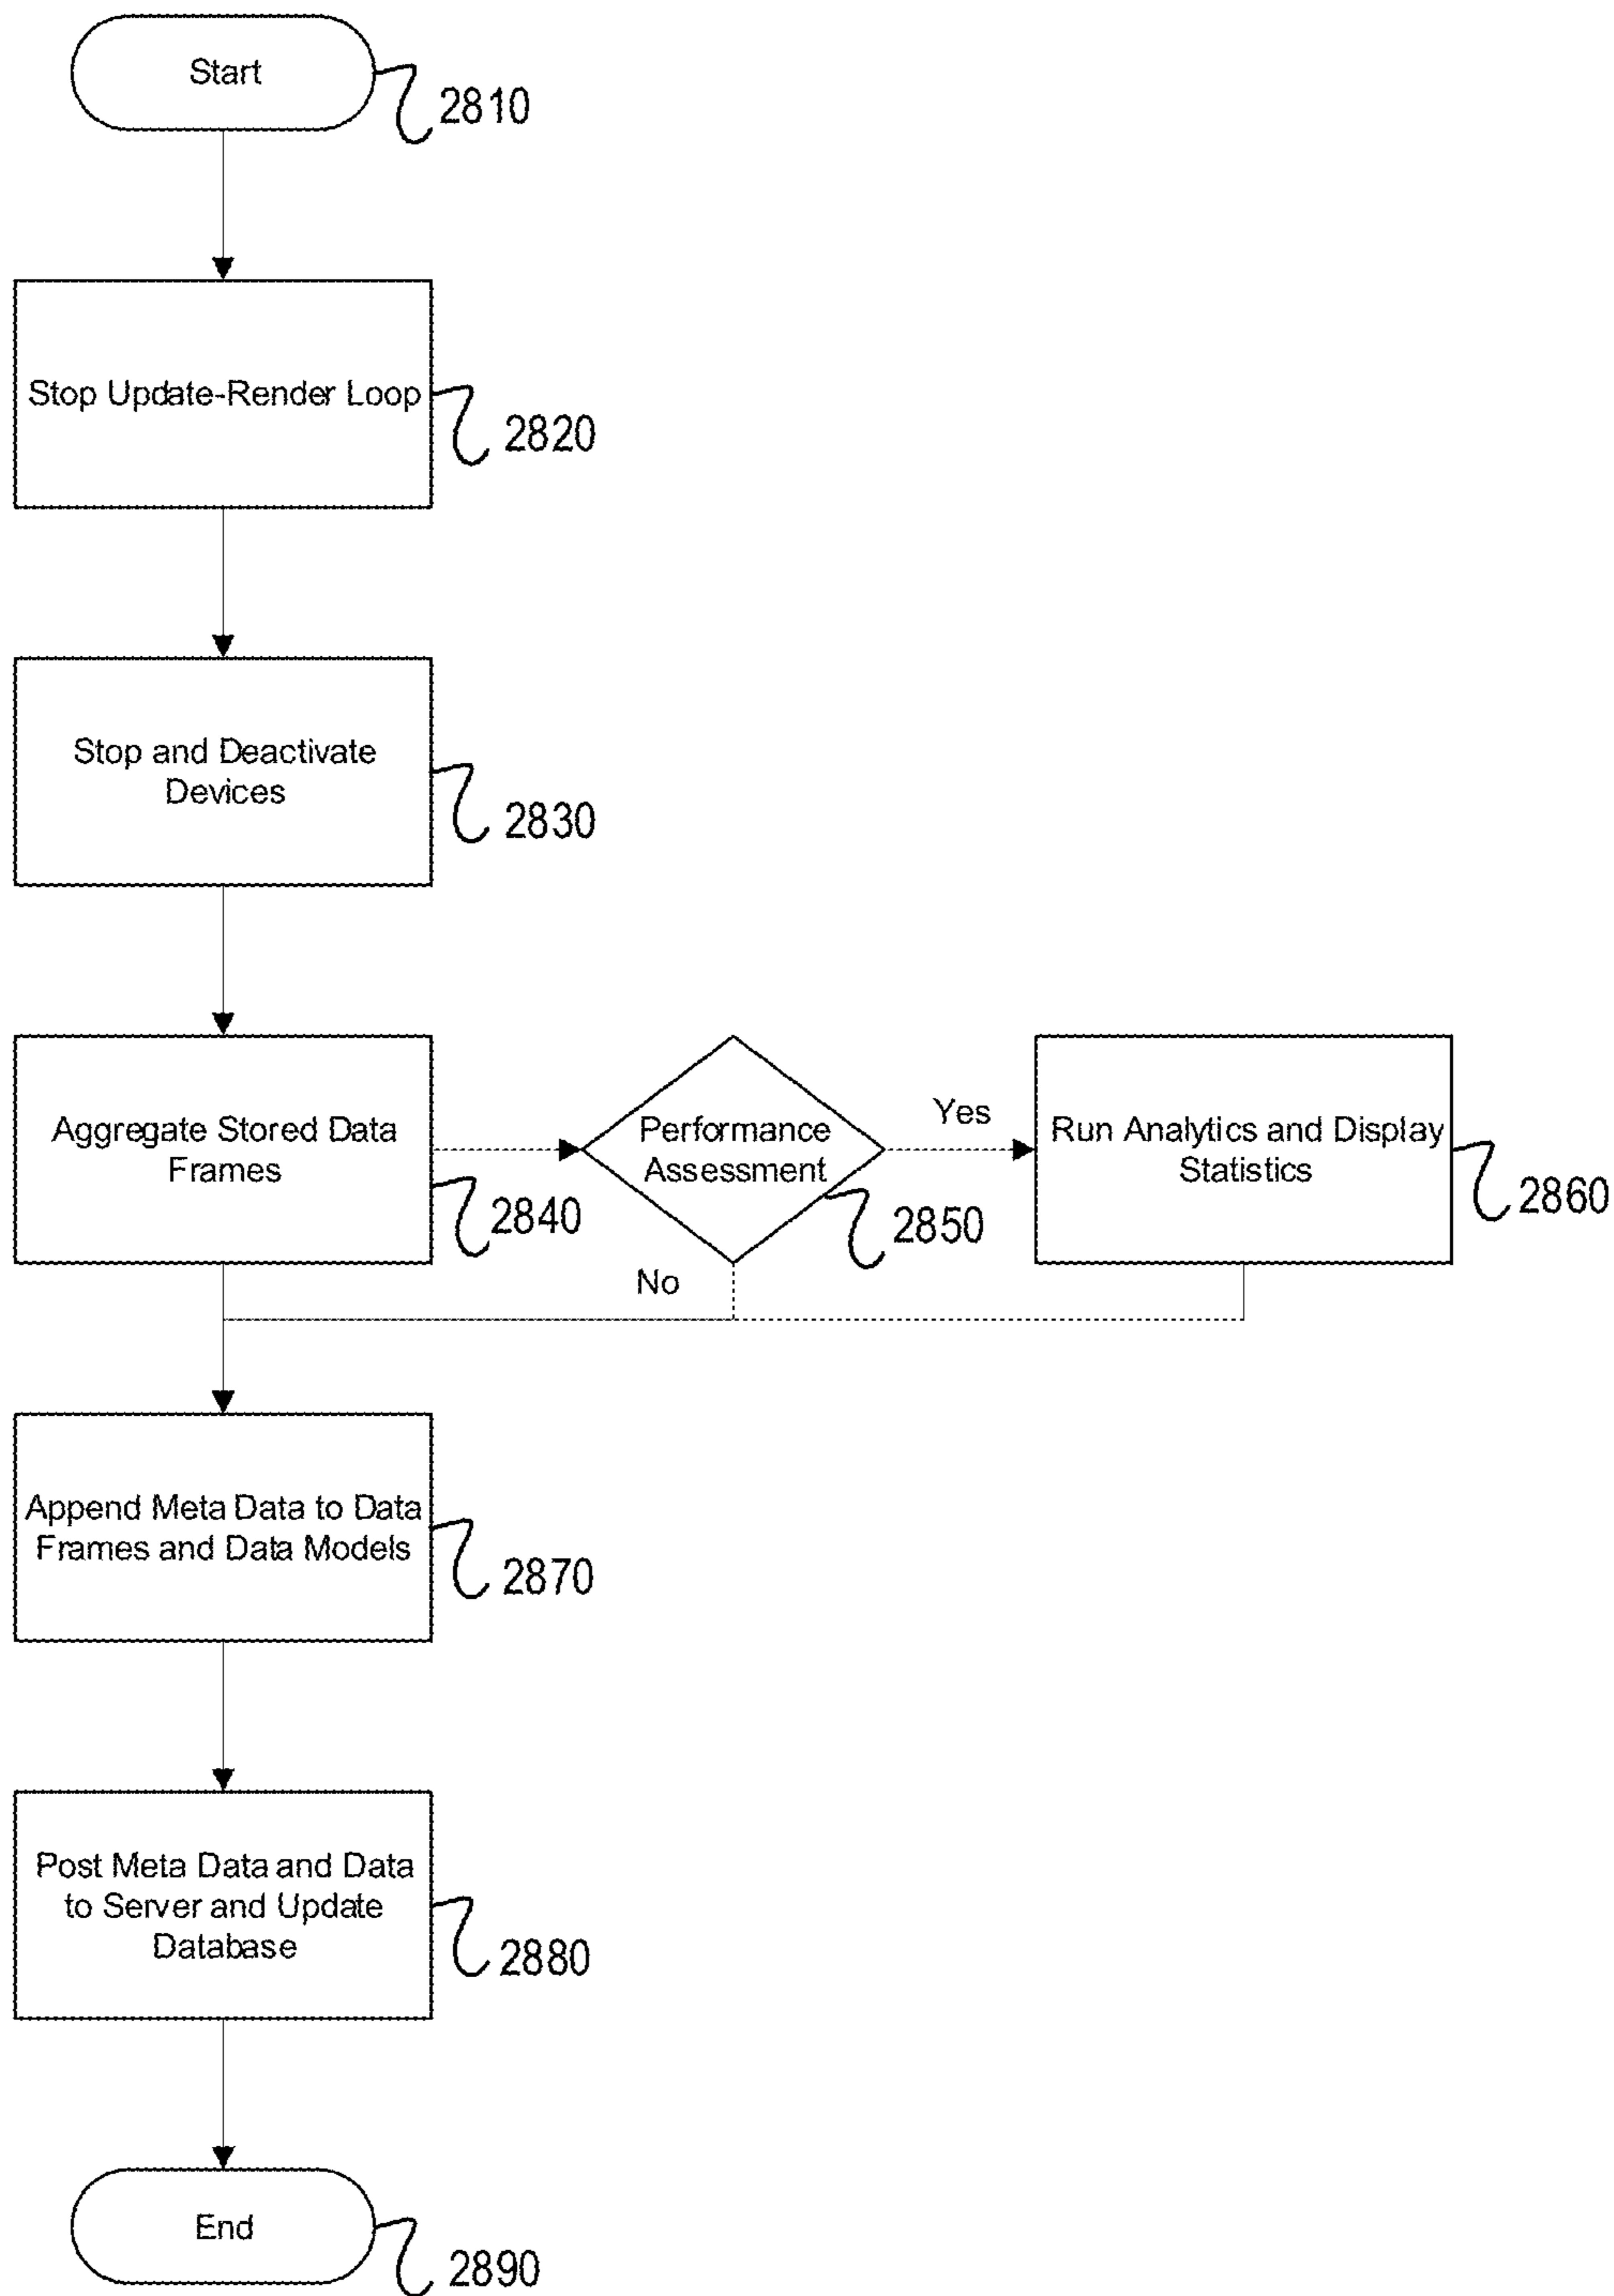 Start
2810
Stop Update-Render Loop
2820
Stop and Deactivate
Devices
2830
Aggregate Stored Data
Frames
2840
Performance
Assessment
2850
Yes
No
Run Analytics and Display
Statistics
2860
Append Meta Data to Data
Frames and Data Models
2870
Post Meta Data and Data
to Server and Update
Database
2880
End
2890